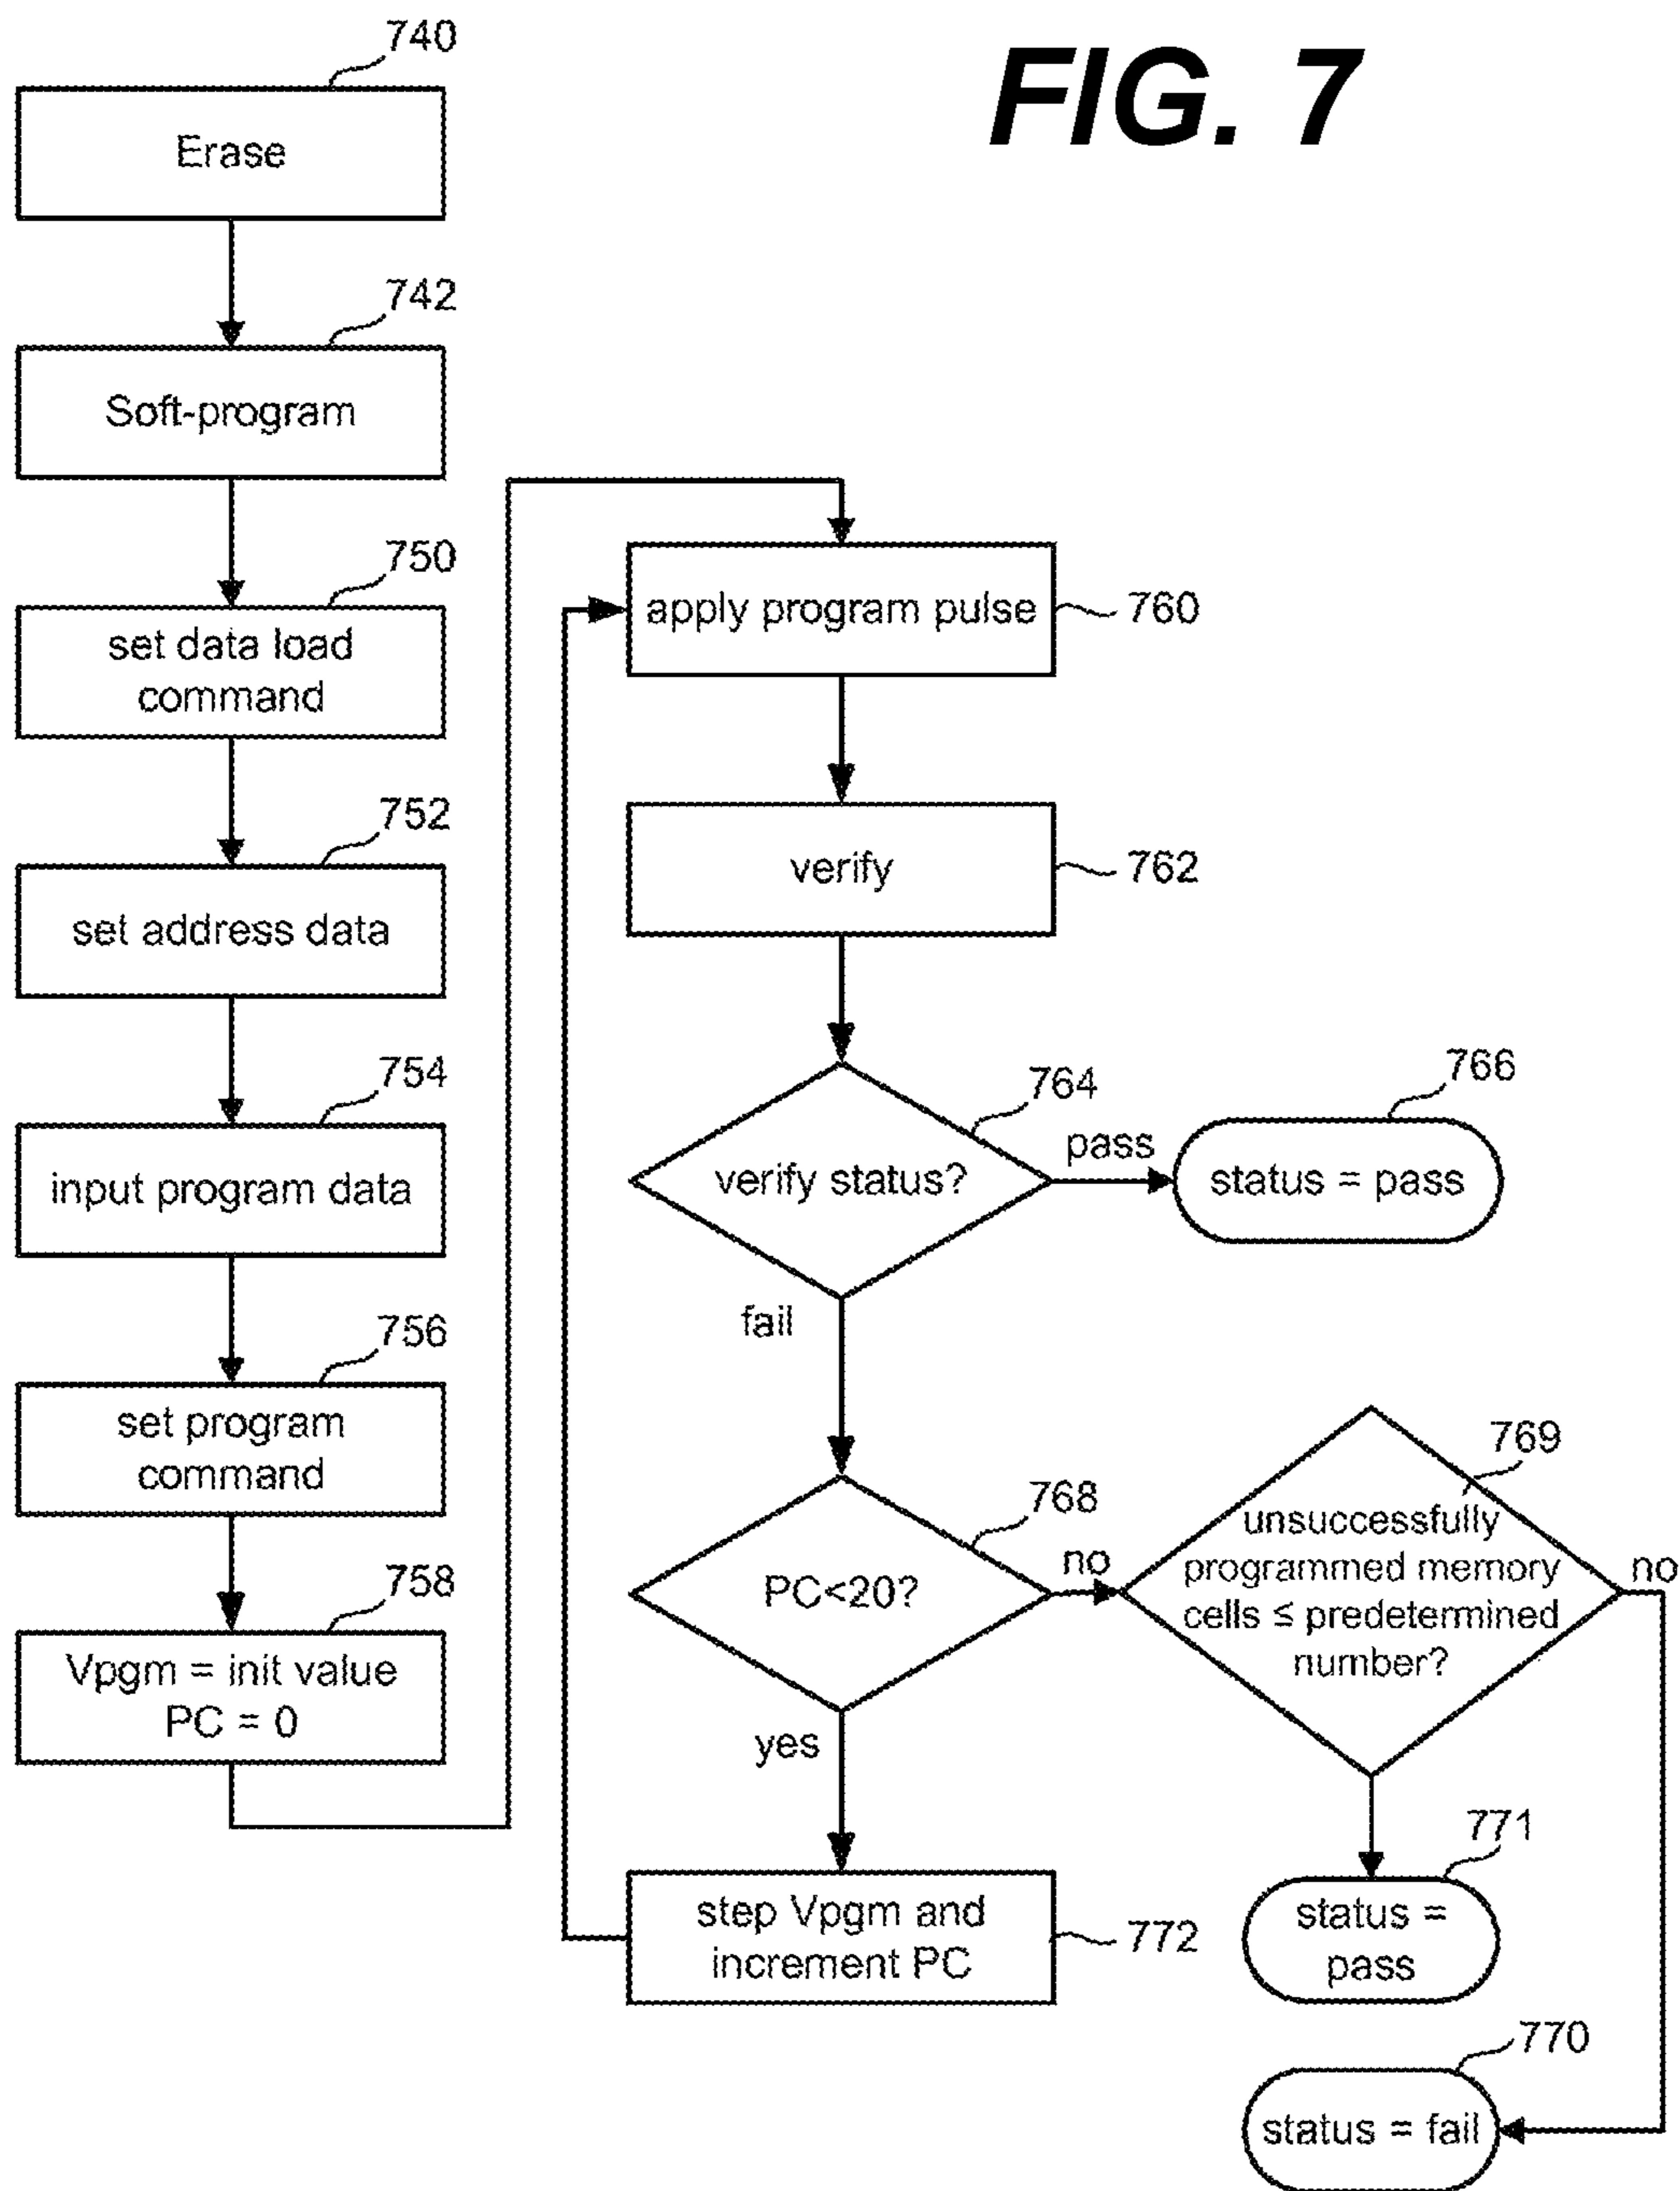 FIG. 7
740
Erase
742
Soft-program
750
set data load
command
752
set address data
754
input program data
756
set program
command
758
Vpgm = init value
PC = 0
apply program pulse
760
verify
762
764
verify status?
pass
766
status = pass
fail
768
PC<20?
no
769
unsuccessfully
programmed memory
cells ≤ predetermined
number?
no
yes
step Vpgm and
increment PC
772
771
status =
pass
770
status = fail